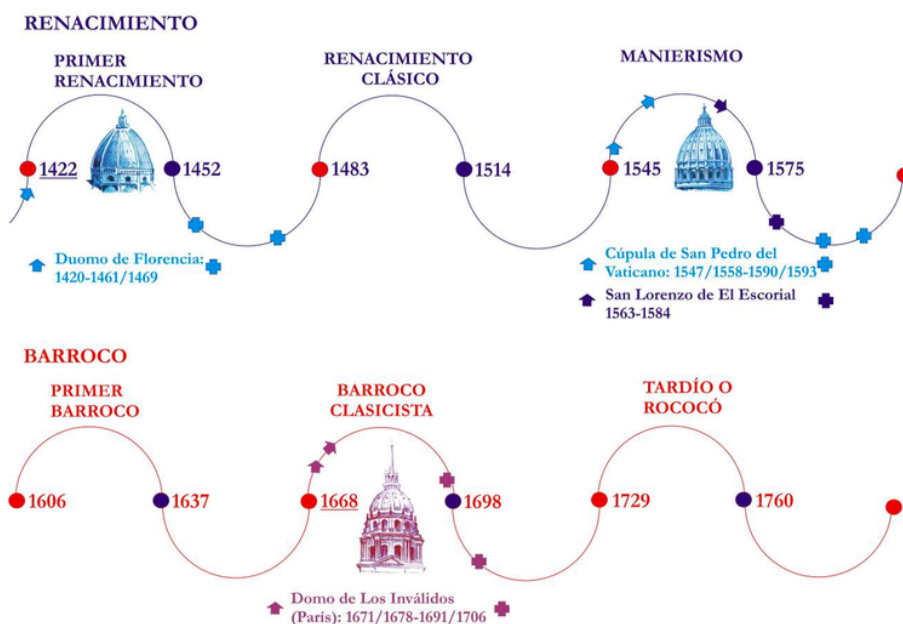 RENACIMIENTO
PRIMER
RENACIMIENTO
RENACIMIENTO
CLÁSICO
MANIERISMO
1422
1452
1483
1514
1545
1575
Duomo de Florencia:
1420-1461/1469
Cúpula de San Pedro del
Vaticano: 1547/1558-1590/1593
San Lorenzo de El Escorial
1563-1584
BARROCO
PRIMER
BARROCO
BARROCO
CLASICISTA
TARDÍO O
ROCOCÓ
1606
1637
1668
1698
1729
1760
Domo de Los Inválidos
(París): 1671/1678-1691/1706